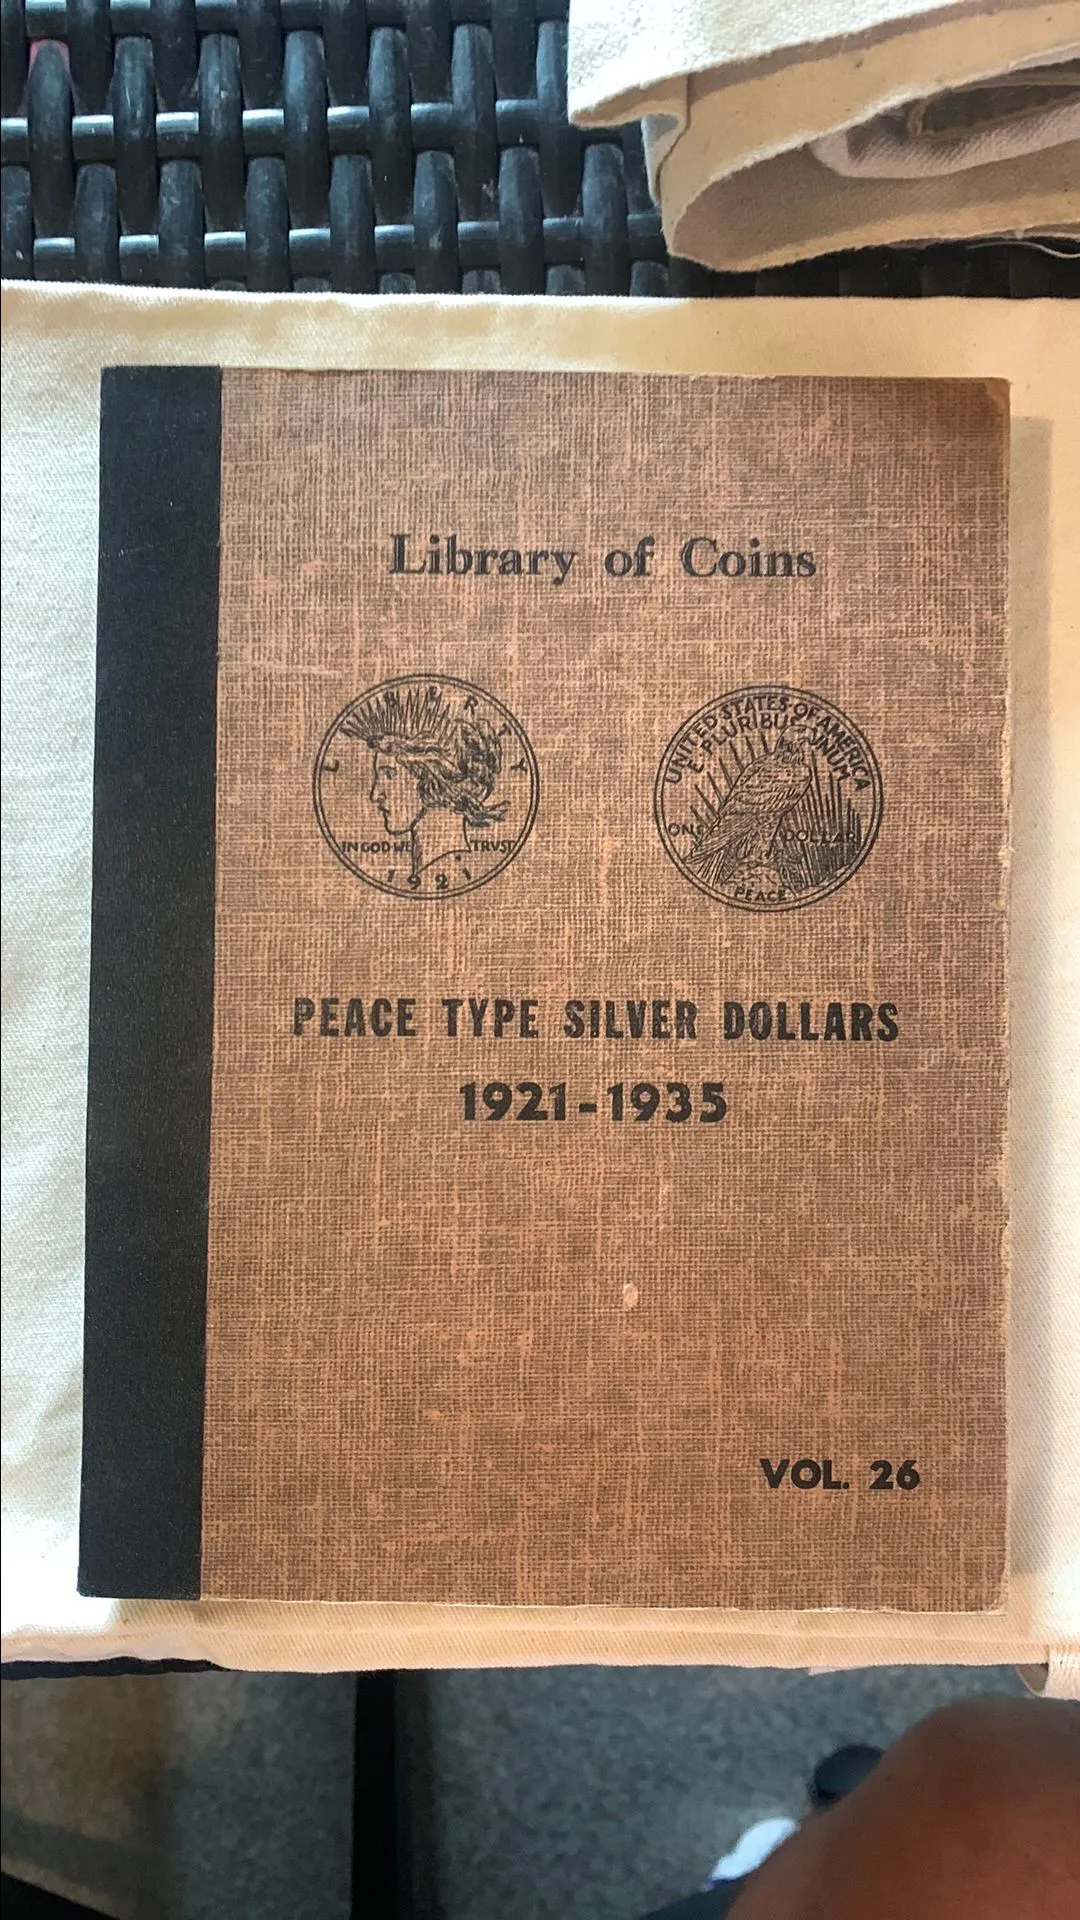 Library of Coins
LIBERTY
IN GOD WE TRVST
1921
UNITED STATES OF AMERICA
E PLURIBUS UNUM
ONE DOLLAR
PEACE
PEACE TYPE SILVER DOLLARS
1921-1935
VOL. 26